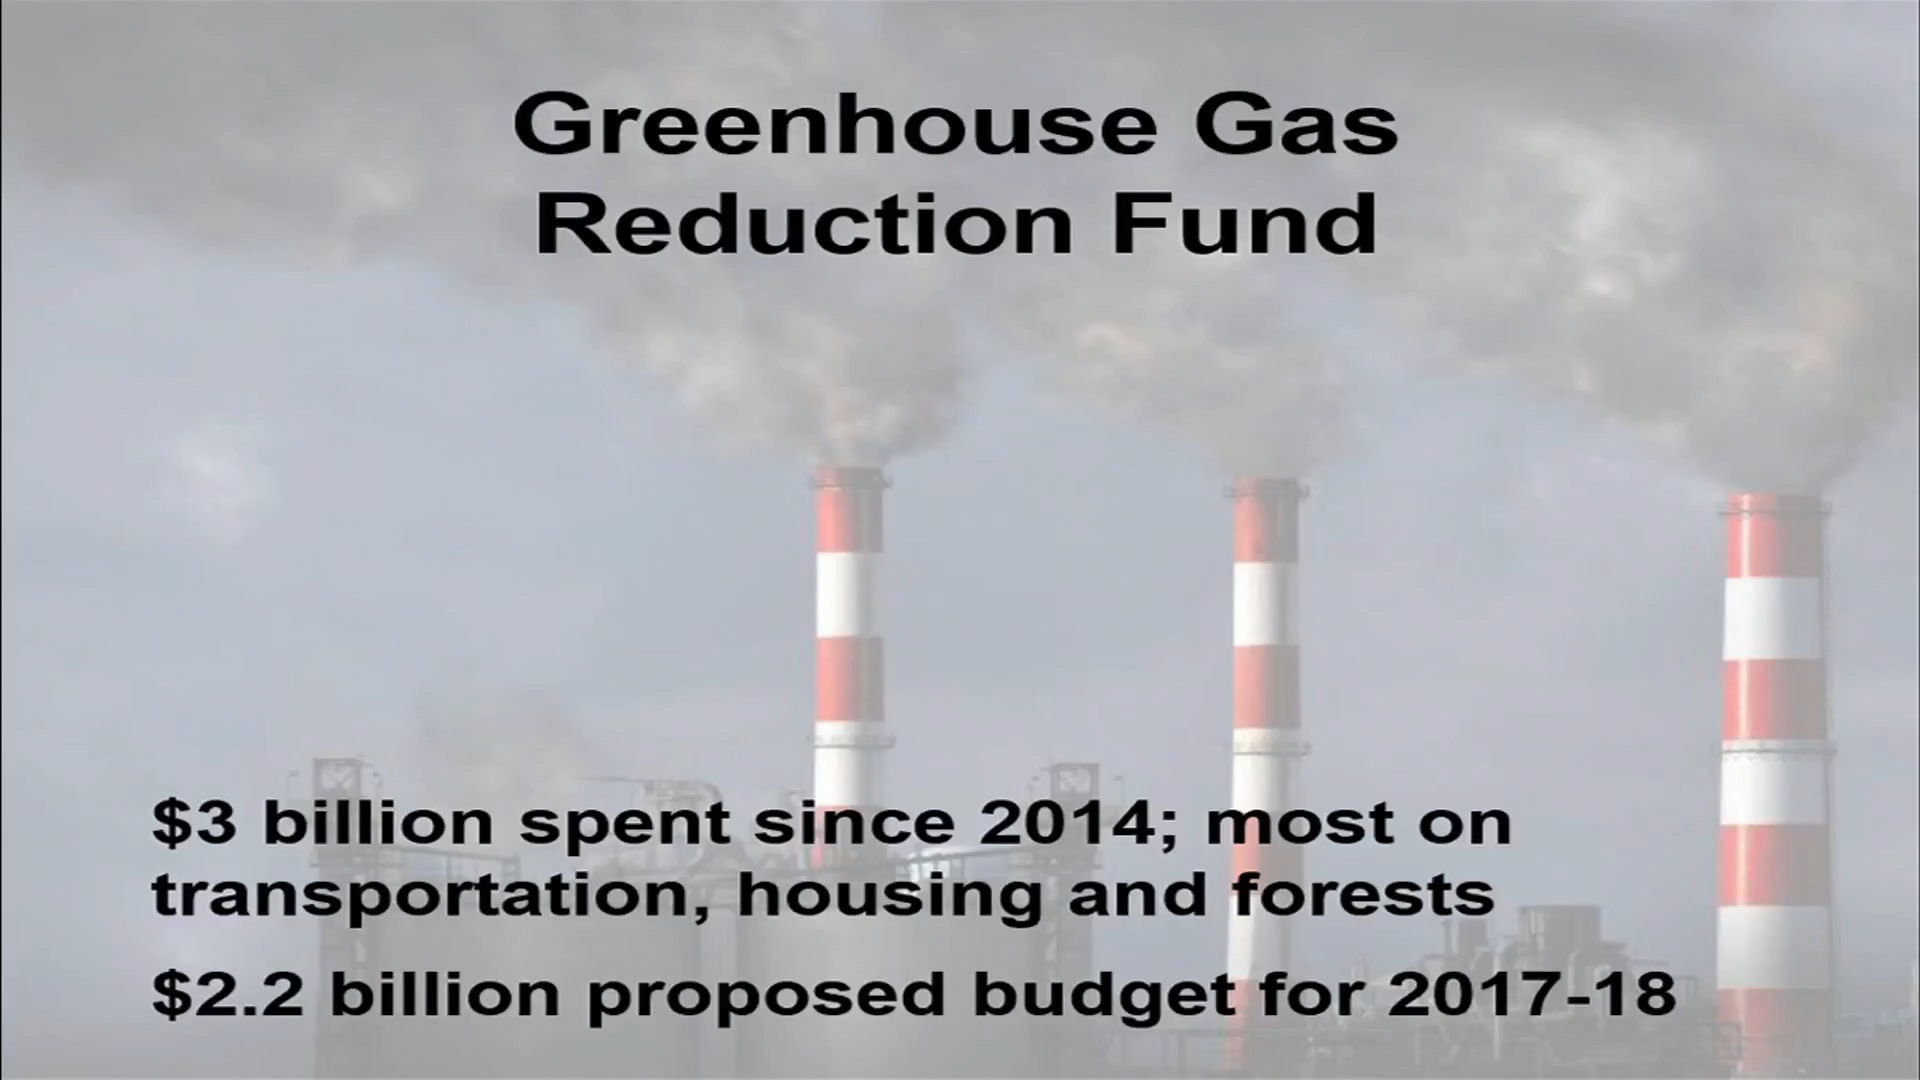 Greenhouse Gas
Reduction Fund
$3 billion spent since 2014; most on
transportation, housing and forests
$2.2 billion proposed budget for 2017-18